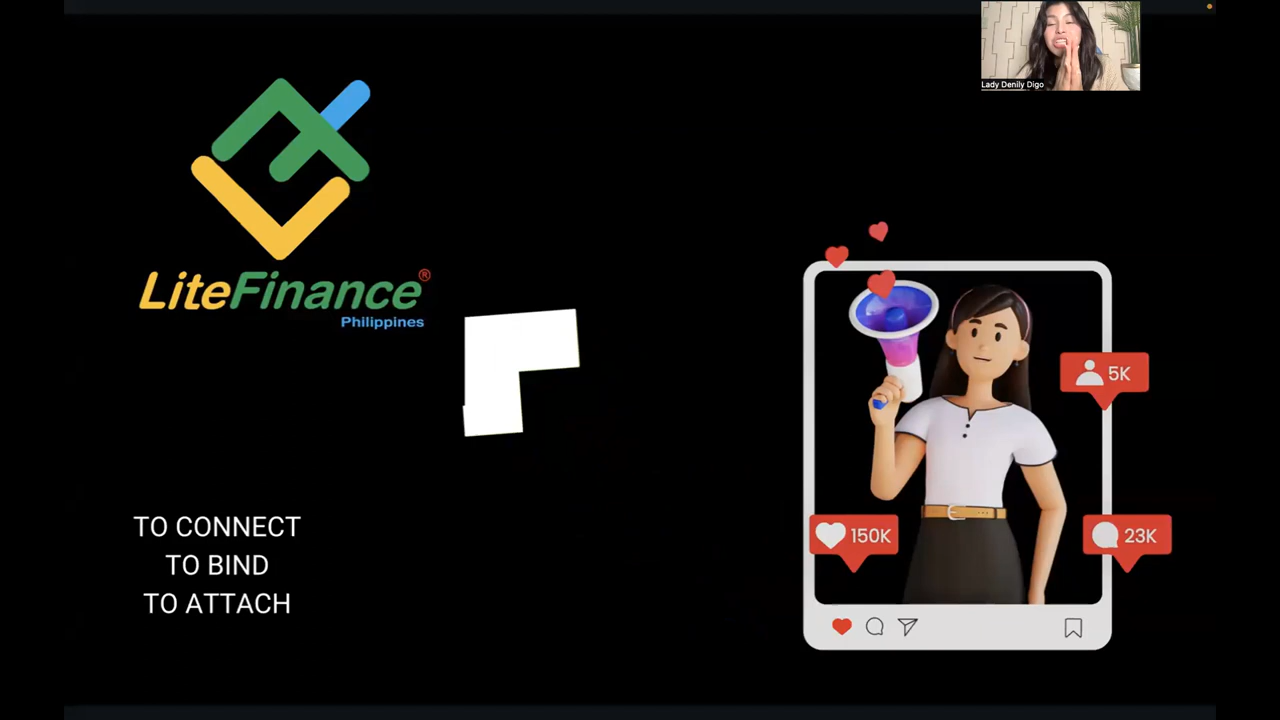 Lady Denily Digo
LiteFinance®
Philippines
5K
150K
23K
TO CONNECT
TO BIND
TO ATTACH